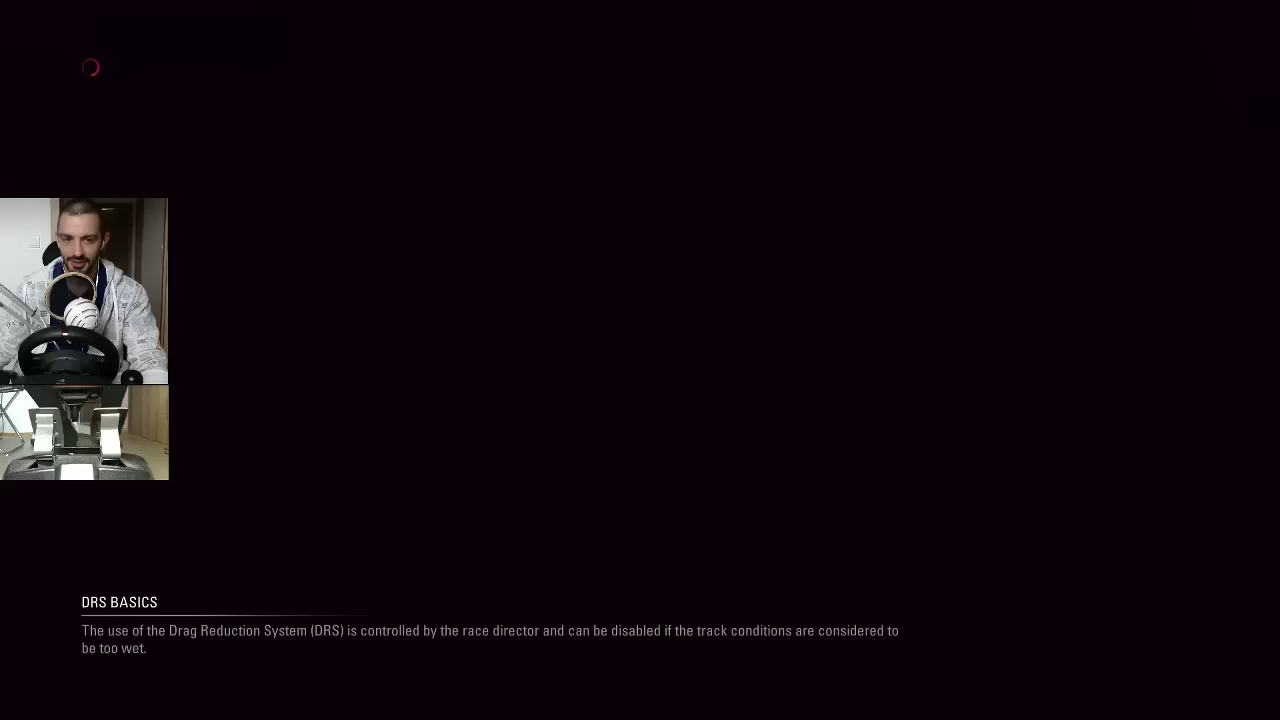 DRS BASICS
The use of the Drag Reduction System (DRS) is controlled by the race director and can be disabled if the track conditions are considered to
be too wet.